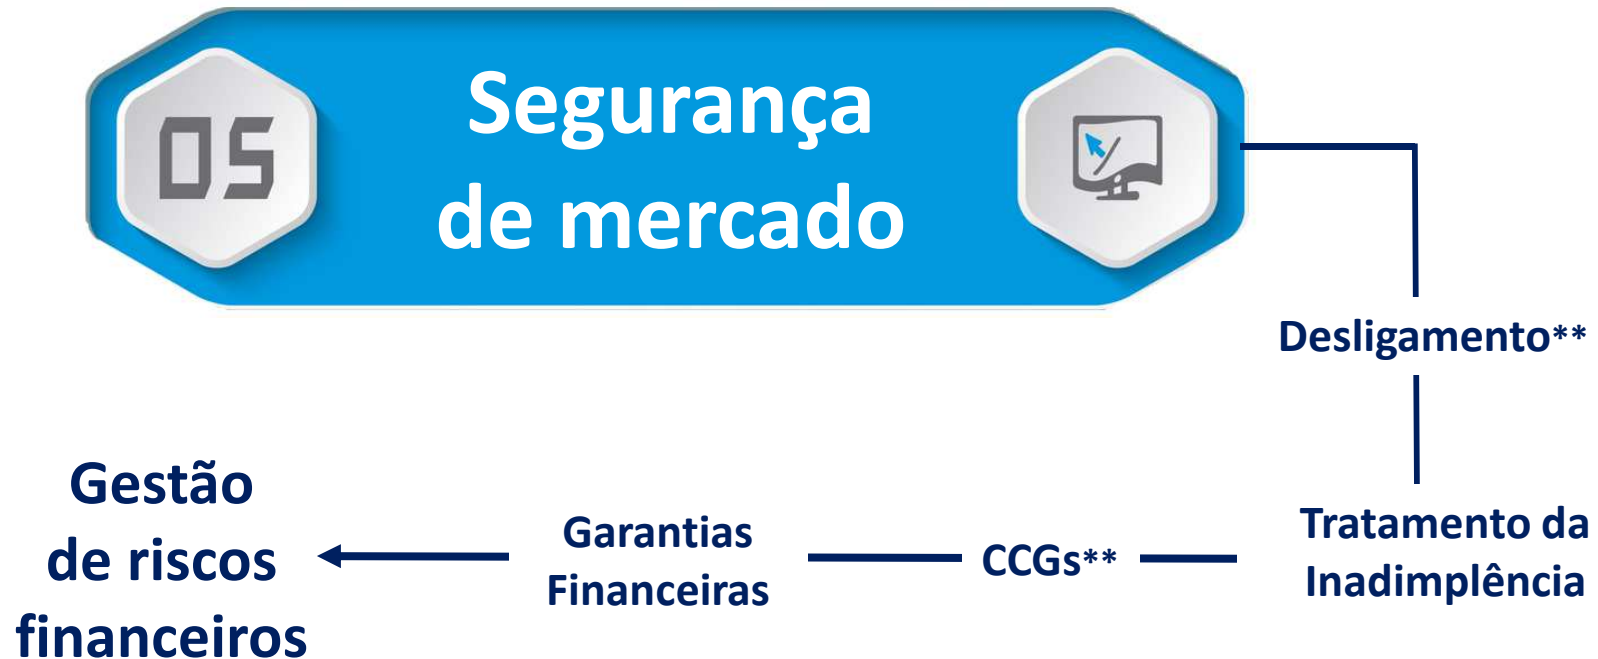 05
Segurança
de mercado
Desligamento**
Tratamento da
Inadimplência
CCGs**
Garantias
Financeiras
Gestão
de riscos
financeiros